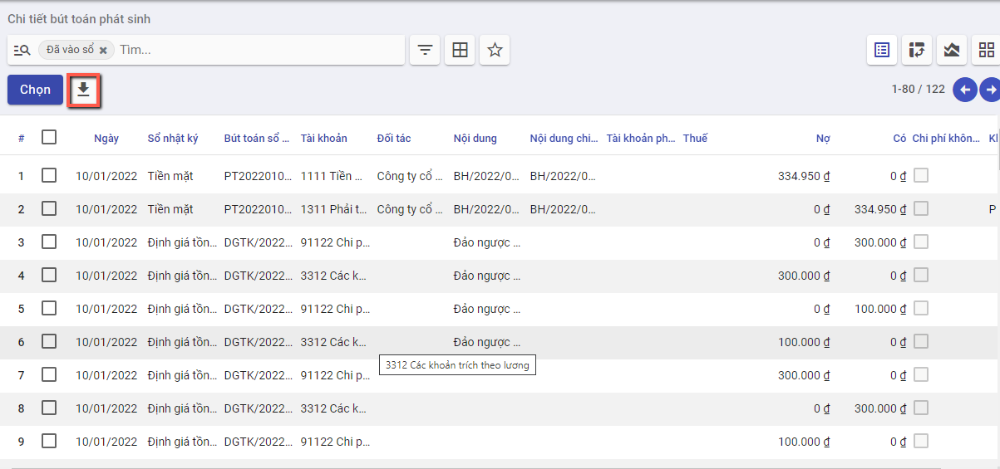 Chi tiết bút toán phát sinh
Đã vào sổ × Tìm...
Chọn 1-80 / 122
# Ngày Sổ nhật ký Bút toán sổ ... Tài khoản Đối tác Nội dung Nội dung chi... Tài khoản ph... Thuế Nợ Có Chi phí khôn... Kl
1 10/01/2022 Tiền mặt PT2022010... 1111 Tiền ... Công ty cổ ... BH/2022/0... BH/2022/0... 334.950 ₫ 0 ₫
2 10/01/2022 Tiền mặt PT2022010... 1311 Phải t... Công ty cổ ... BH/2022/0... BH/2022/0... 0 ₫ 334.950 ₫ P
3 10/01/2022 Định giá tồn... DGTK/2022... 91122 Chi p... Đảo ngược ... 0 ₫ 300.000 ₫
4 10/01/2022 Định giá tồn... DGTK/2022... 3312 Các k... Đảo ngược ... 300.000 ₫ 0 ₫
5 10/01/2022 Định giá tồn... DGTK/2022... 91122 Chi p... Đảo ngược ... 0 ₫ 100.000 ₫
6 10/01/2022 Định giá tồn... DGTK/2022... 3312 Các k... Đảo ngược ... 100.000 ₫ 0 ₫
3312 Các khoản trích theo lương
7 10/01/2022 Định giá tồn... DGTK/2022... 91122 Chi p... 300.000 ₫ 0 ₫
8 10/01/2022 Định giá tồn... DGTK/2022... 3312 Các k... 0 ₫ 300.000 ₫
9 10/01/2022 Định giá tồn... DGTK/2022... 91122 Chi p... 100.000 ₫ 0 ₫